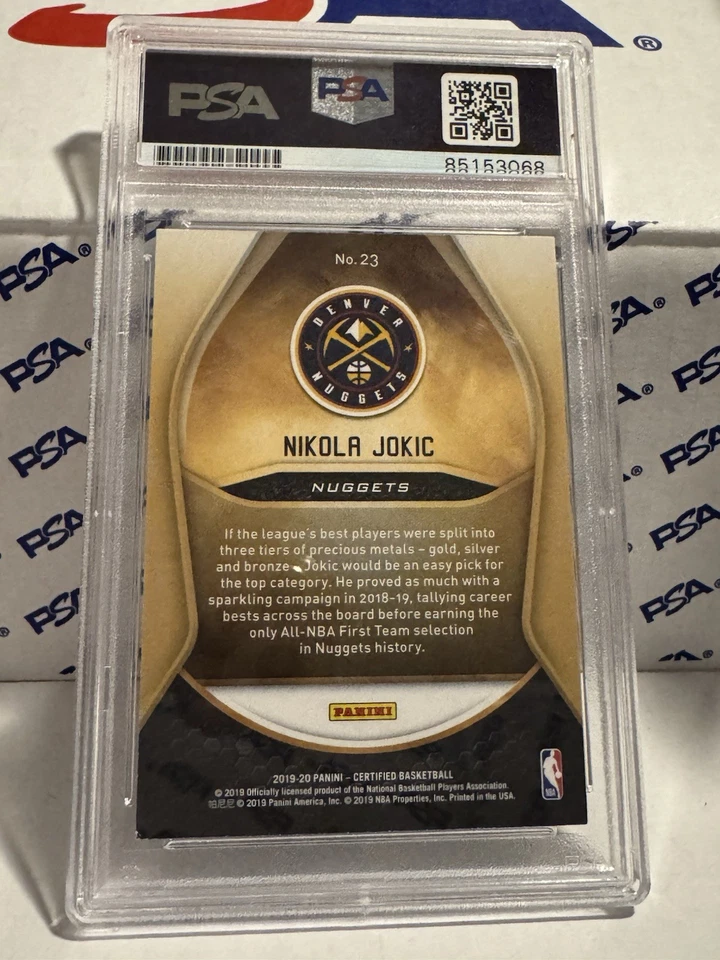 PSA
PSA
85153068
No. 23
DENVER
NUGGETS
NIKOLA JOKIC
NUGGETS
If the league's best players were split into
three tiers of precious metals – gold, silver
and bronze – Jokic would be an easy pick for
the top category. He proved as much with a
sparkling campaign in 2018-19, tallying career
bests across the board before earning the
only All-NBA First Team selection
in Nuggets history.
PANINI
2019-20 PANINI – CERTIFIED BASKETBALL
© 2019 Officially licensed product of the National Basketball Players Association.
帕尼尼 © 2019 Panini America, Inc. © 2019 NBA Properties, Inc. Printed in the USA.
NBA
PSA®
PSA®
PSA
PSA
PSA
PSA
PSA
PSA
PSA
PSA